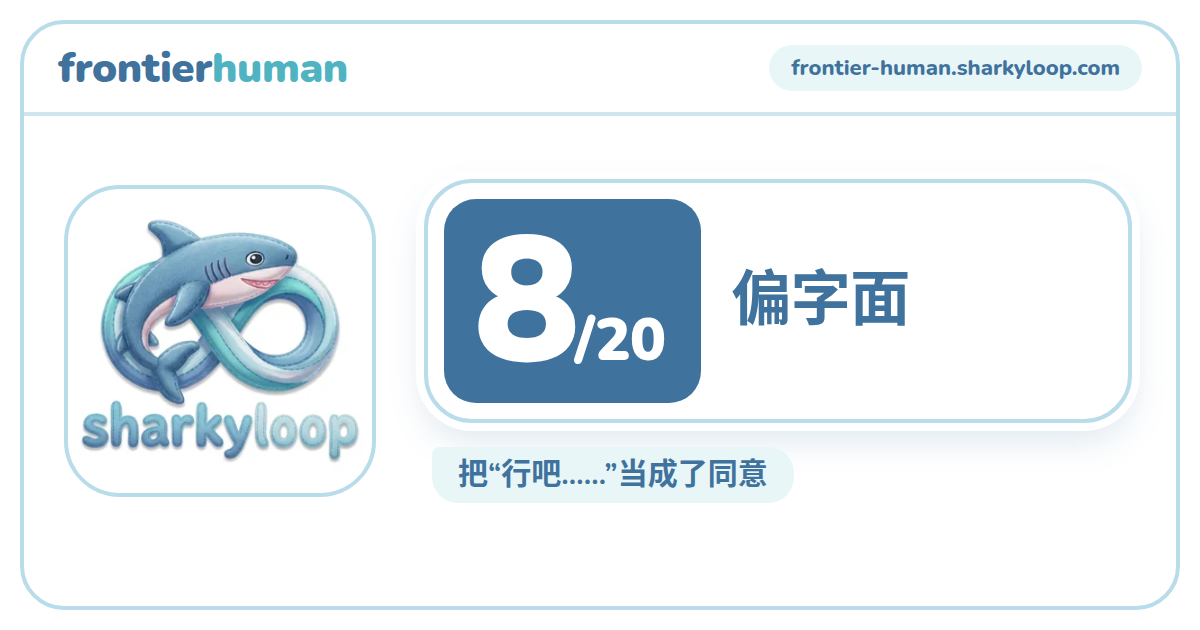 frontierhuman
frontier-human.sharkyloop.com
sharkyloop
8/20
偏字面
把“行吧……”当成了同意